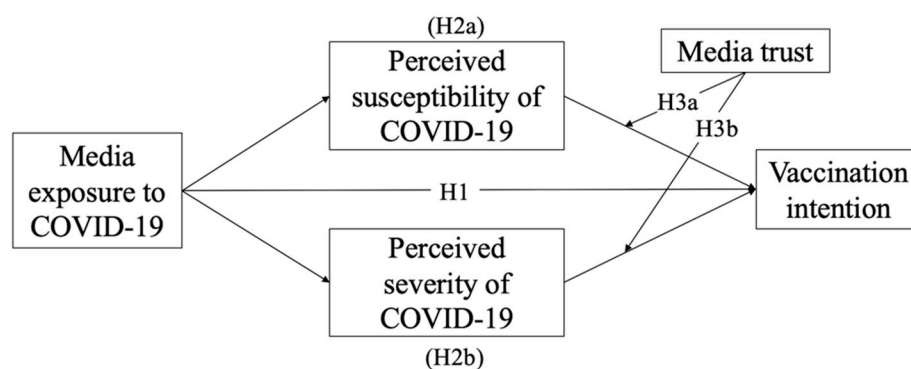 (H2a)
Perceived
susceptibility of
COVID-19
Media trust
H3a
H3b
Media
exposure to
COVID-19
H1
Vaccination
intention
Perceived
severity of
COVID-19
(H2b)